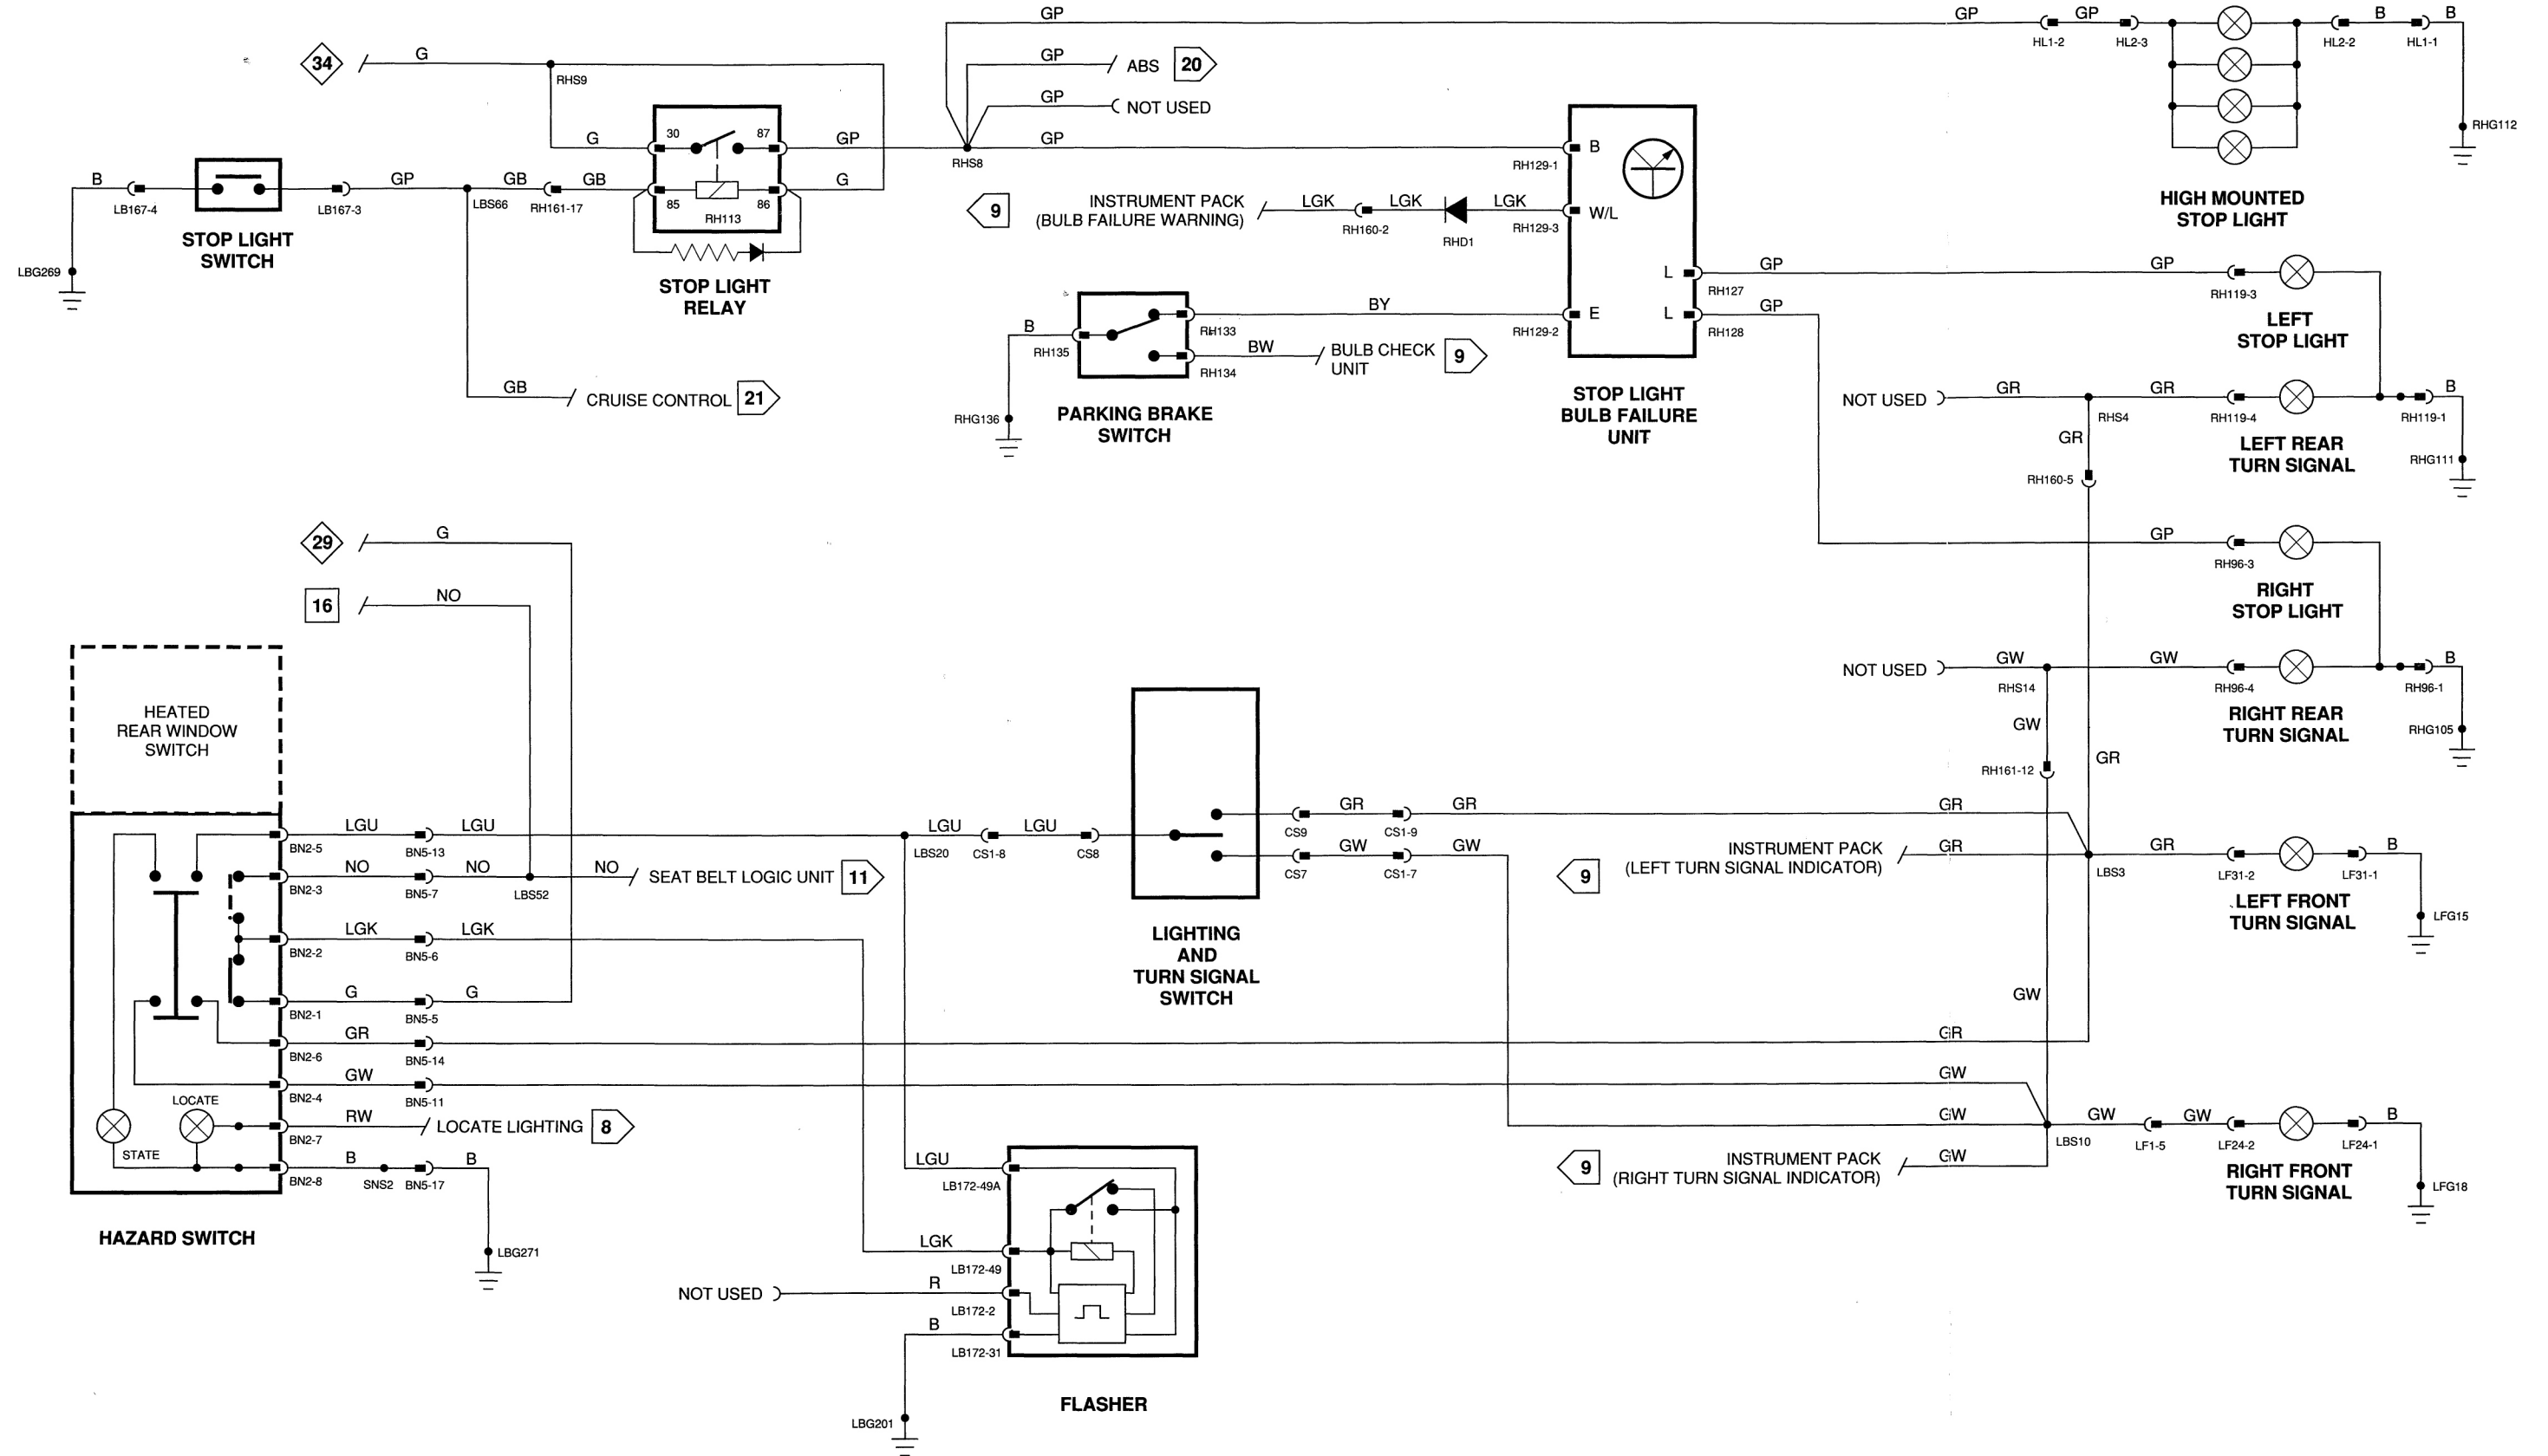 GP
GP
GP
B
B
HL1-2
HL2-3
HL2-2
HL1-1
RHG112
HIGH MOUNTED
STOP LIGHT
34
G
RHS9
GP
ABS
20
GP
NOT USED
G
30
87
GP
RHS8
GP
RH129-1
B
B
LB167-4
LB167-3
GP
LBS66
GB
RH161-17
GB
85
RH113
86
G
LBG269
STOP LIGHT
SWITCH
STOP LIGHT
RELAY
9
INSTRUMENT PACK
(BULB FAILURE WARNING)
LGK
LGK
LGK
RH160-2
RHD1
RH129-3
W/L
L
RH127
GP
GP
RH119-3
LEFT
STOP LIGHT
B
RH135
RH133
BY
RH129-2
E
L
RH128
GP
RH134
BW
BULB CHECK
UNIT
9
RHG136
PARKING BRAKE
SWITCH
STOP LIGHT
BULB FAILURE
UNIT
GB
CRUISE CONTROL
21
NOT USED
GR
RHS4
GR
RH119-4
RH119-1
B
GR
RH160-5
LEFT REAR
TURN SIGNAL
RHG111
29
G
16
NO
GP
RH96-3
RIGHT
STOP LIGHT
NOT USED
GW
RHS14
GW
RH96-4
RH96-1
B
GW
RH161-12
RIGHT REAR
TURN SIGNAL
RHG105
GR
HEATED
REAR WINDOW
SWITCH
BN2-5
LGU
BN5-13
LGU
LBS20
LGU
CS1-8
LGU
CS8
CS9
GR
CS1-9
GR
GR
CS7
GW
CS1-7
GW
BN2-3
NO
BN5-7
NO
LBS52
NO
SEAT BELT LOGIC UNIT
11
9
INSTRUMENT PACK
(LEFT TURN SIGNAL INDICATOR)
GR
LBS3
GR
LF31-2
LF31-1
B
LEFT FRONT
TURN SIGNAL
LFG15
BN2-2
LGK
BN5-6
LGK
LIGHTING
AND
TURN SIGNAL
SWITCH
BN2-1
G
BN5-5
G
GW
BN2-6
GR
BN5-14
GR
BN2-4
GW
BN5-11
GW
LOCATE
BN2-7
RW
LOCATE LIGHTING
8
STATE
BN2-8
B
SNS2
BN5-17
B
LBG271
HAZARD SWITCH
GW
LBS10
GW
LF1-5
GW
LF24-2
LF24-1
B
9
INSTRUMENT PACK
(RIGHT TURN SIGNAL INDICATOR)
GW
RIGHT FRONT
TURN SIGNAL
LFG18
LGU
LB172-49A
LGK
LB172-49
NOT USED
R
LB172-2
B
LB172-31
LBG201
FLASHER